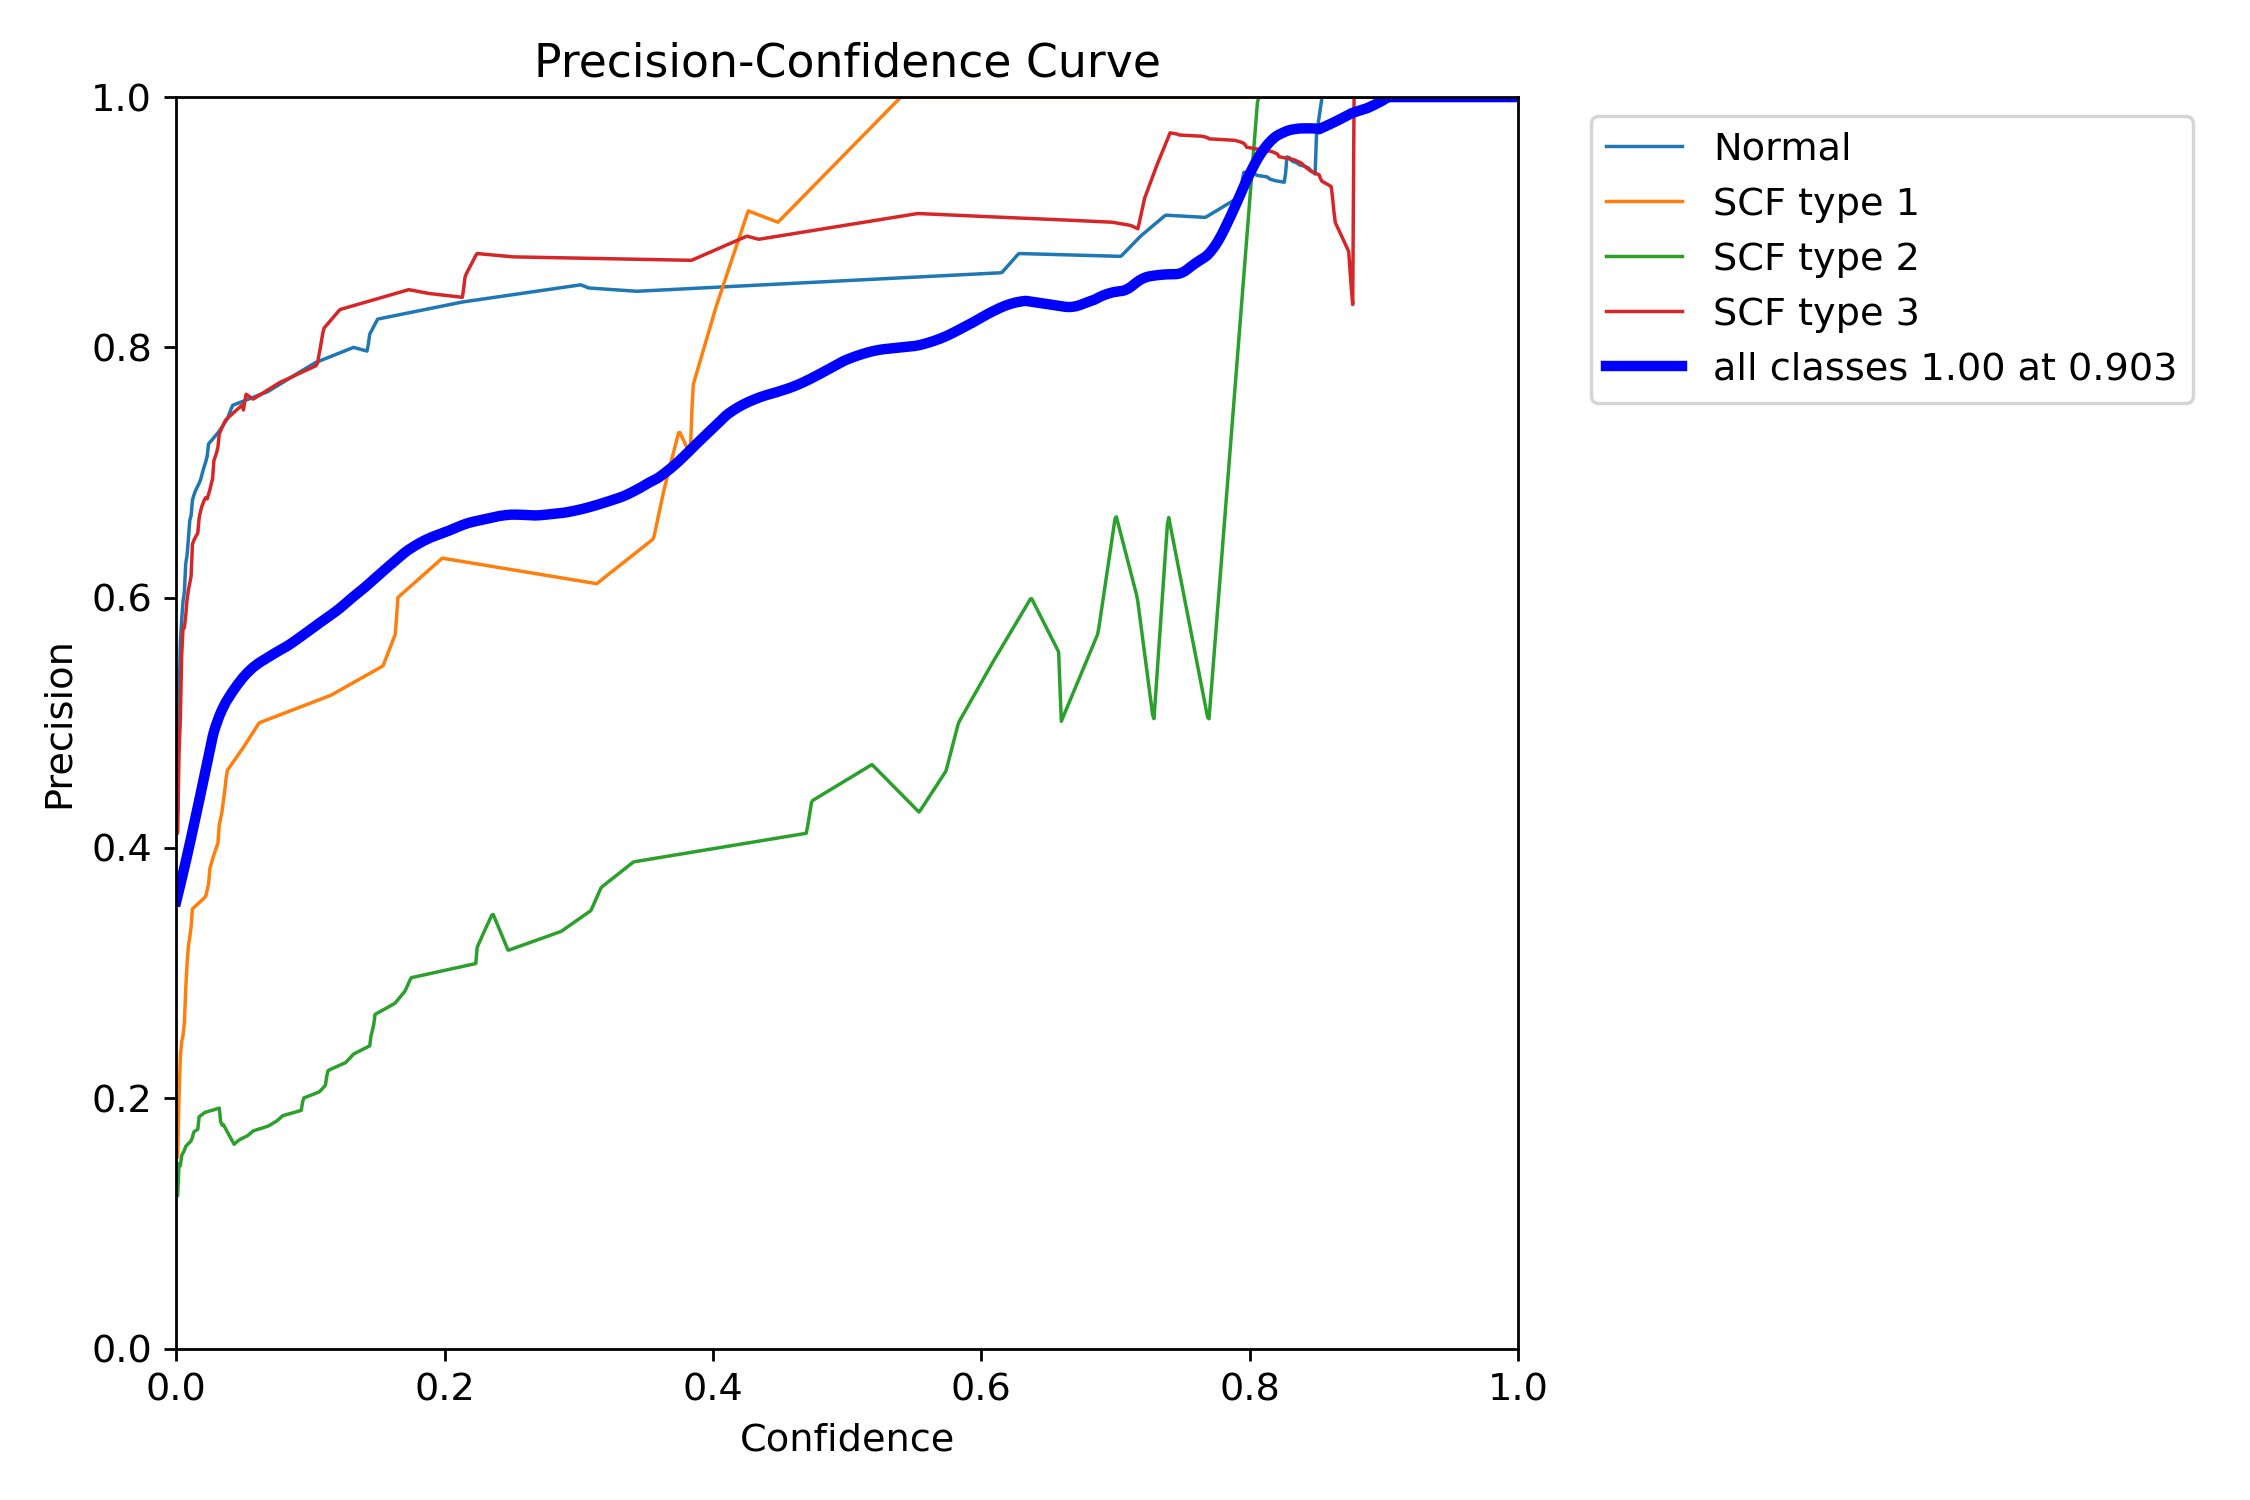 Precision-Confidence Curve
1.0
0.8
0.6
0.4
0.2
0.0
Precision
0.0 0.2 0.4 0.6 0.8 1.0
Confidence
Normal
SCF type 1
SCF type 2
SCF type 3
all classes 1.00 at 0.903